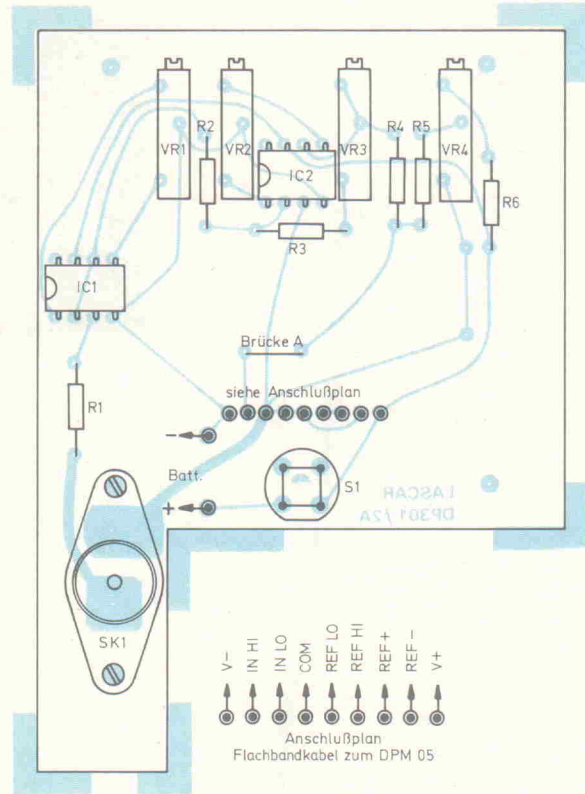 R2
R4
R5
VR1
VR2
VR3
VR4
IC2
R6
R3
IC1
Brücke A
siehe Anschlußplan
R1
-
Batt.
+
S1
LASCAR
DP301/2A
SK1
V-
IN HI
IN LO
COM
REF LO
REF HI
REF+
REF-
V+
Anschlußplan
Flachbandkabel zum DPM 05